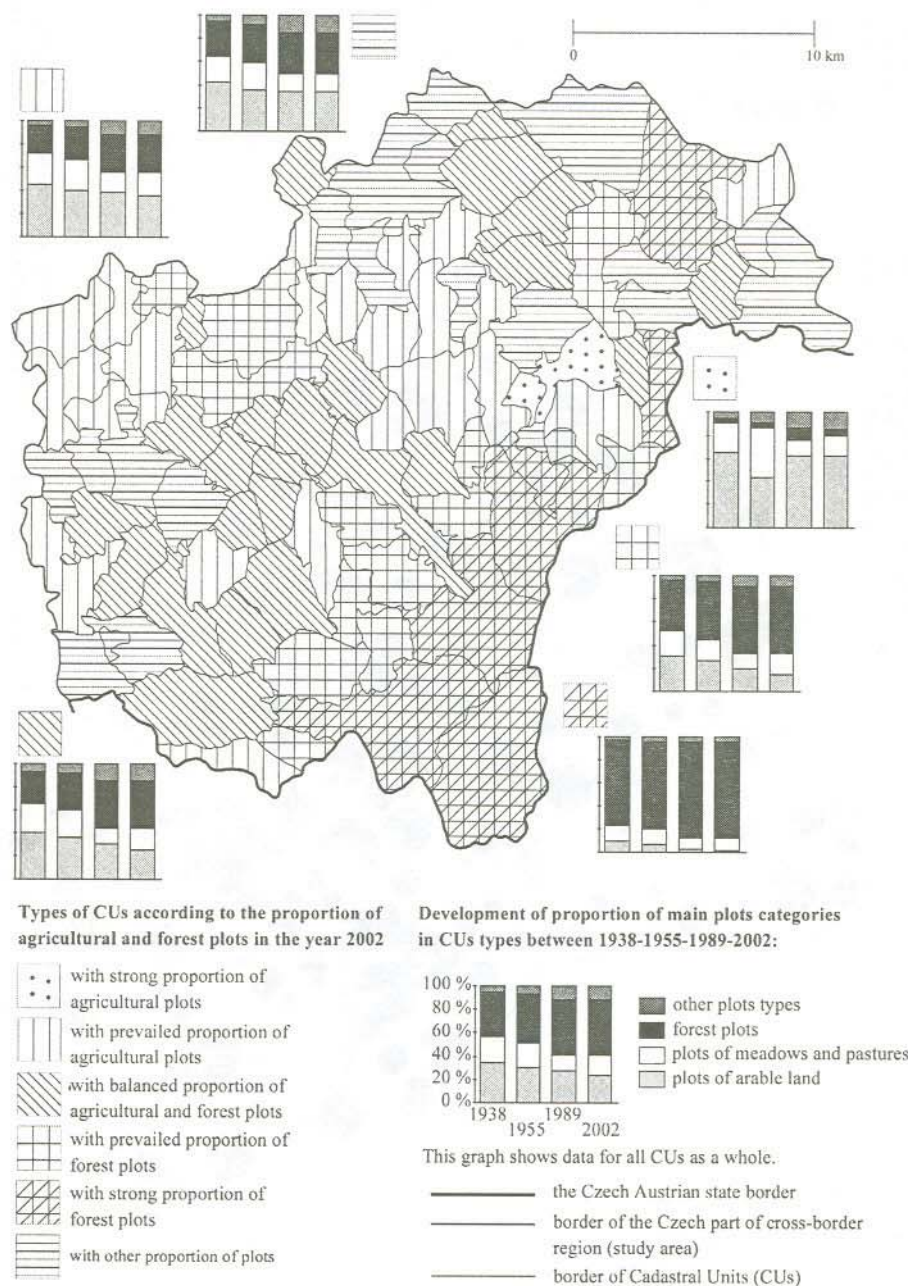 0
10 km
Types of CUs according to the proportion of
agricultural and forest plots in the year 2002
with strong proportion of
agricultural plots
with prevailed proportion of
agricultural plots
with balanced proportion of
agricultural and forest plots
with prevailed proportion of
forest plots
with strong proportion of
forest plots
with other proportion of plots
Development of proportion of main plots categories
in CUs types between 1938-1955-1989-2002:
100 %
80 %
60 %
40 %
20 %
0 %
1938
1955
1989
2002
other plots types
forest plots
plots of meadows and pastures
plots of arable land
This graph shows data for all CUs as a whole.
the Czech Austrian state border
border of the Czech part of cross-border
region (study area)
border of Cadastral Units (CUs)